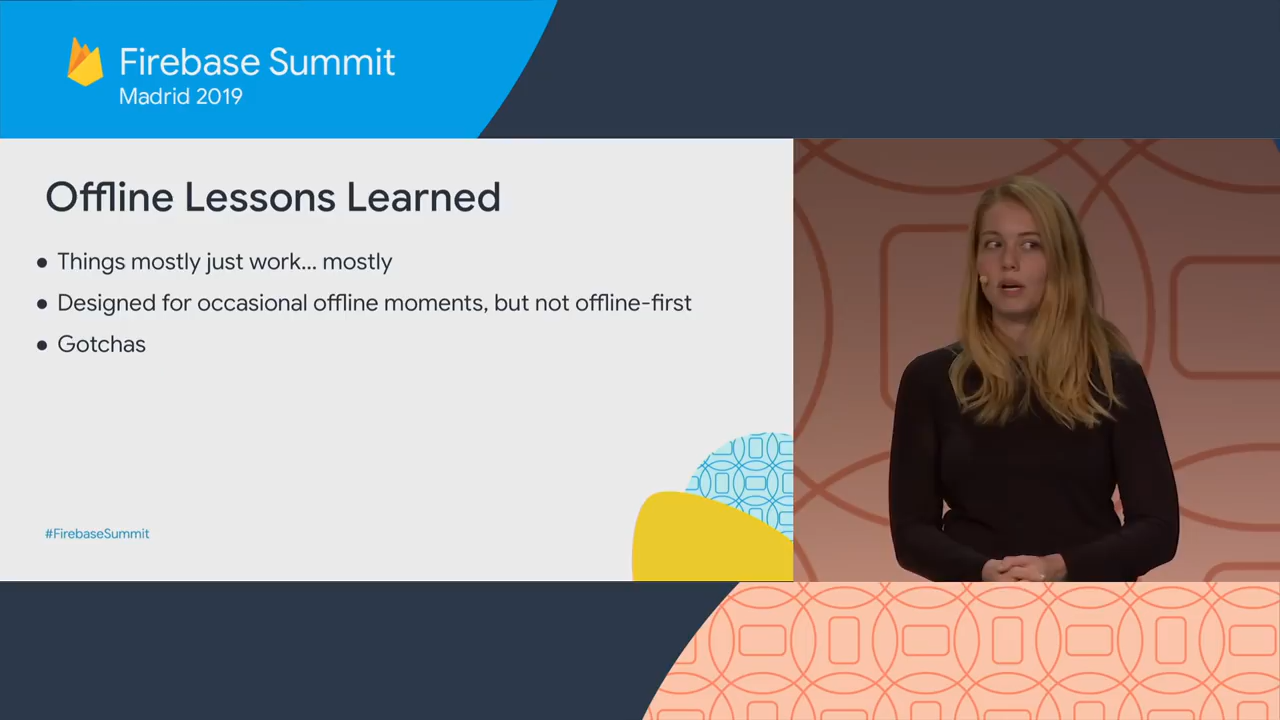 Firebase Summit
Madrid 2019
Offline Lessons Learned
● Things mostly just work... mostly
● Designed for occasional offline moments, but not offline-first
● Gotchas
#FirebaseSummit